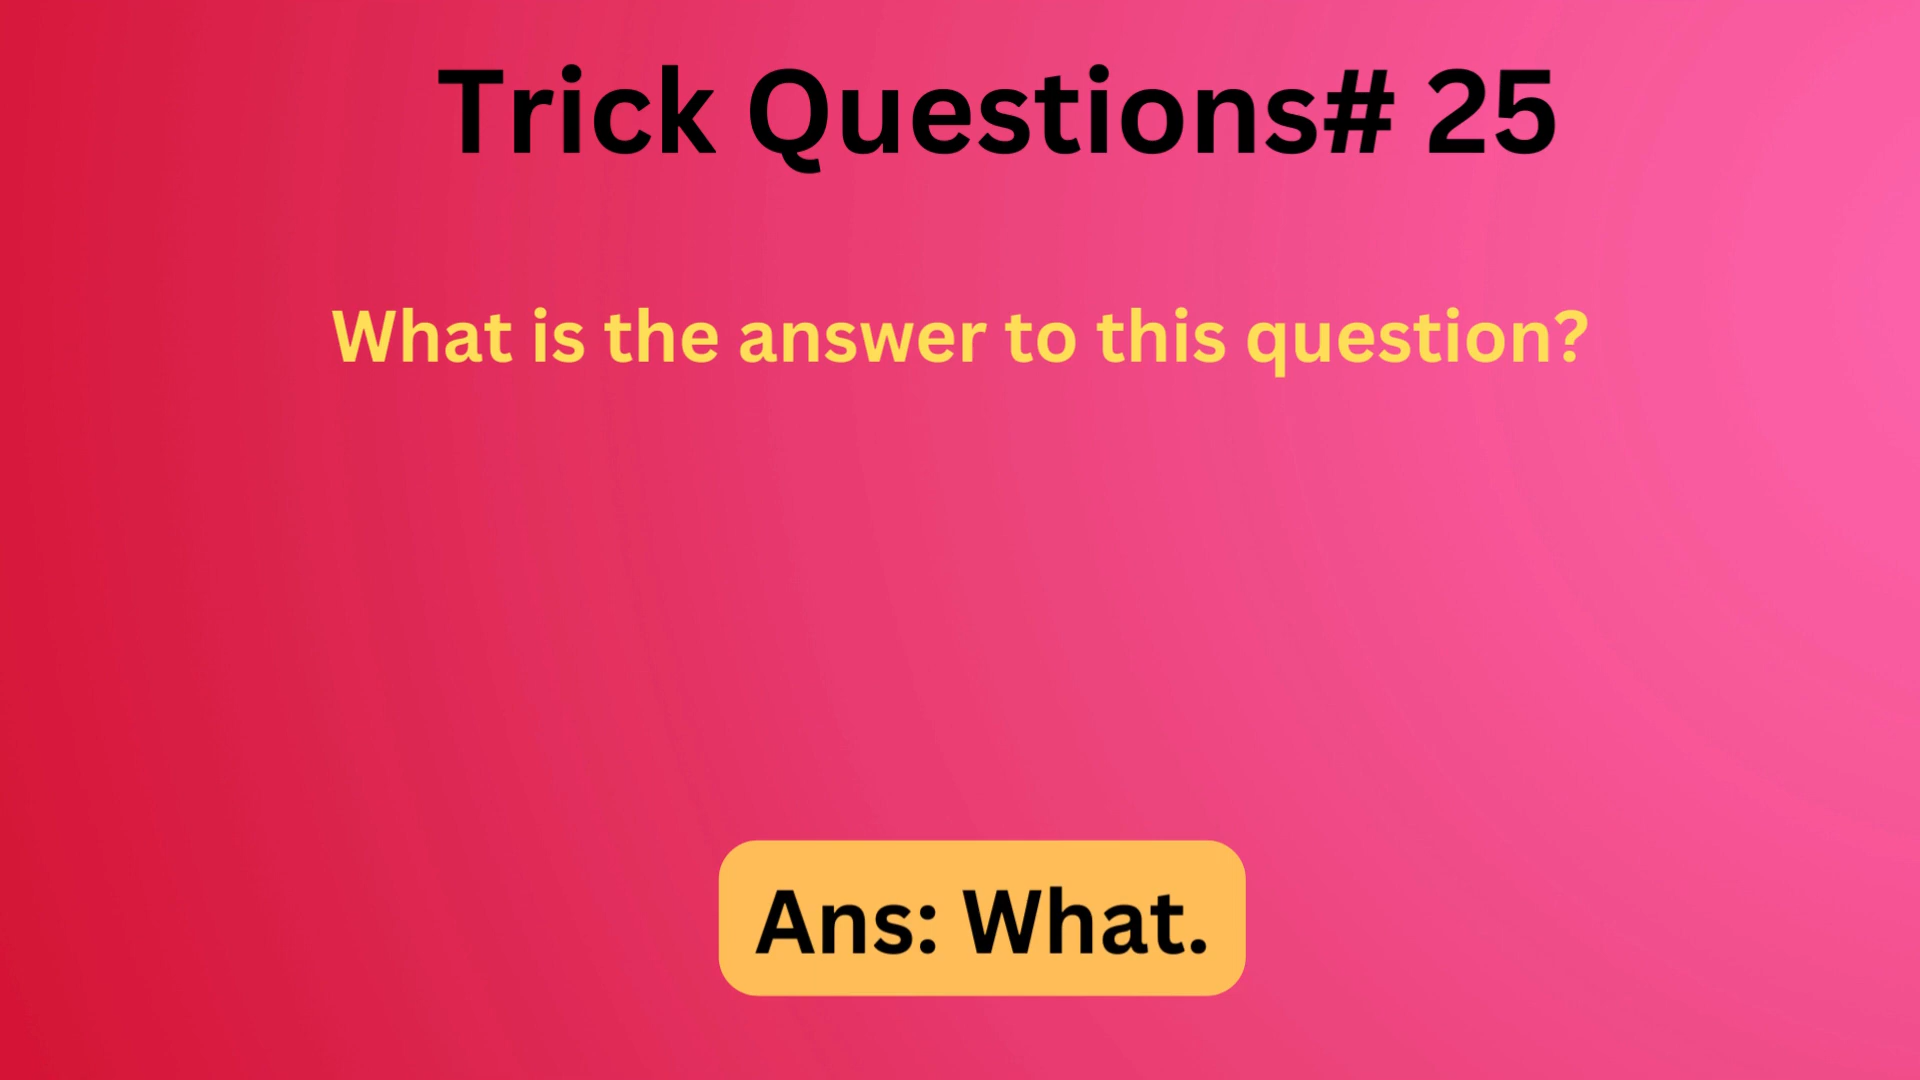 Trick Questions# 25
What is the answer to this question?
Ans: What.